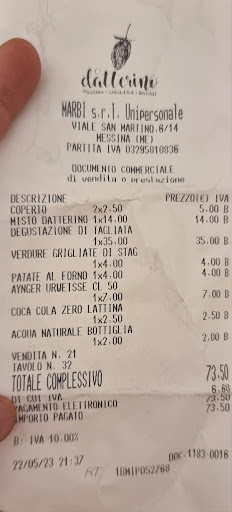 datterino
PIZZERIA • GRIGLIERIA • BRINERY
MARBI s.r.l. Unipersonale
VIALE SAN MARTINO,6/14
MESSINA (ME)
PARTITA IVA 03295810836
DOCUMENTO COMMERCIALE
di vendita o prestazione
DESCRIZIONE PREZZO(E) IVA
COPERTO 2x2.50 5.00 B
MISTO DATTERINO 1x14.00 14.00 B
DEGUSTAZIONE DI TAGLIATA
1x35.00 35.00 B
VERDURE GRIGLIATE DI STAG
1x4.00 4.00 B
PATATE AL FORNO 1x4.00 4.00 B
AYNGER URWEISSE CL 50
1x7.00 7.00 B
COCA COLA ZERO LATTINA
1x2.50 2.50 B
ACQUA NATURALE BOTTIGLIA
1x2.00 2.00 B
VENDITA N. 21
TAVOLO N. 32
TOTALE COMPLESSIVO 73.50
DI CUI IVA 6.68
PAGAMENTO ELETTRONICO 73.50
IMPORTO PAGATO 73.50
B: IVA 10.00%
22/05/23 21:37 DOC.1183-0016
RT 1BMIP052768